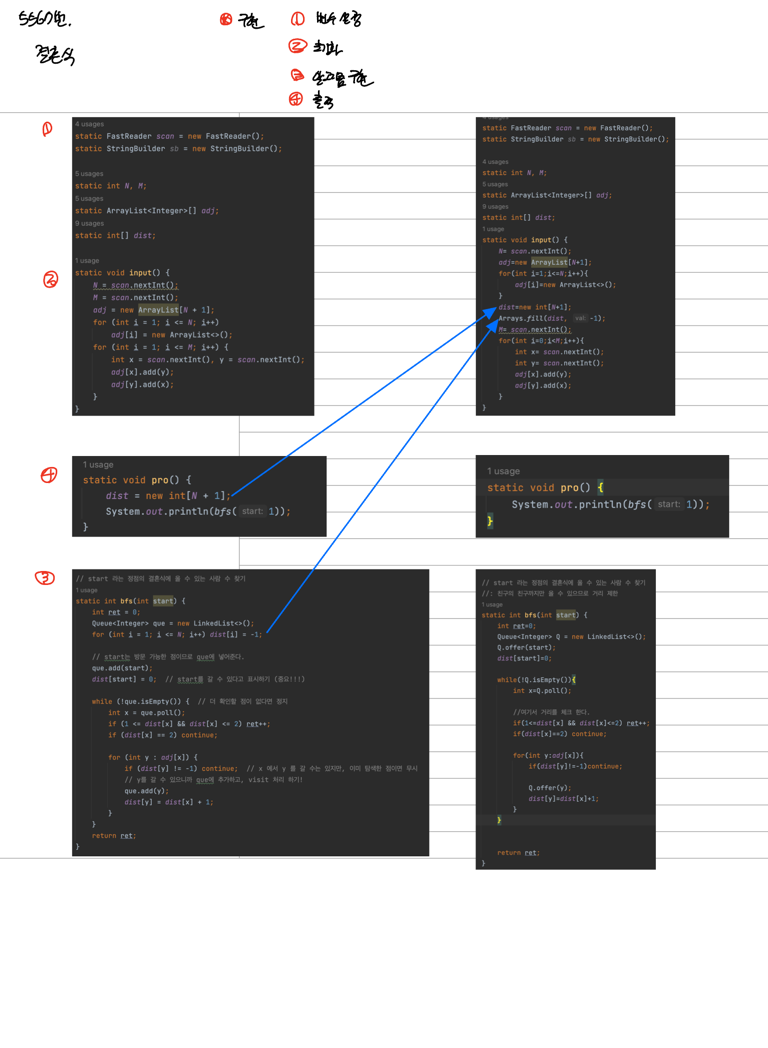 5567번.
결혼식
* 구현
① 변수 설정
② 초기화
③ 알고리즘 구현
④ 출력
①
4 usages
static FastReader scan = new FastReader();
static StringBuilder sb = new StringBuilder();
5 usages
static int N, M;
5 usages
static ArrayList<Integer>[] adj;
9 usages
static int[] dist;
②
1 usage
static void input() {
N = scan.nextInt();
M = scan.nextInt();
adj = new ArrayList[N + 1];
for (int i = 1; i <= N; i++)
adj[i] = new ArrayList<>();
for (int i = 1; i <= M; i++) {
int x = scan.nextInt(), y = scan.nextInt();
adj[x].add(y);
adj[y].add(x);
}
}
static FastReader scan = new FastReader();
static StringBuilder sb = new StringBuilder();
4 usages
static int N, M;
5 usages
static ArrayList<Integer>[] adj;
9 usages
static int[] dist;
1 usage
static void input() {
N= scan.nextInt();
adj=new ArrayList[N+1];
for(int i=1;i<=N;i++){
adj[i]=new ArrayList<>();
}
dist=new int[N+1];
Arrays.fill(dist, val: -1);
M= scan.nextInt();
for(int i=0;i<M;i++){
int x= scan.nextInt();
int y= scan.nextInt();
adj[x].add(y);
adj[y].add(x);
}
}
④
1 usage
static void pro() {
dist = new int[N + 1];
System.out.println(bfs( start: 1));
}
1 usage
static void pro() {
System.out.println(bfs( start: 1));
}
③
// start 라는 정점의 결혼식에 올 수 있는 사람 수 찾기
1 usage
static int bfs(int start) {
int ret = 0;
Queue<Integer> que = new LinkedList<>();
for (int i = 1; i <= N; i++) dist[i] = -1;
// start는 방문 가능한 점이므로 que에 넣어준다.
que.add(start);
dist[start] = 0;  // start를 갈 수 있다고 표시하기 (중요!!!)
while (!que.isEmpty()) {  // 더 확인할 점이 없다면 정지
int x = que.poll();
if (1 <= dist[x] && dist[x] <= 2) ret++;
if (dist[x] == 2) continue;
for (int y : adj[x]) {
if (dist[y] != -1) continue;  // x 에서 y 를 갈 수는 있지만, 이미 탐색한 점이면 무시
// y를 갈 수 있으니까 que에 추가하고, visit 처리 하기!
que.add(y);
dist[y] = dist[x] + 1;
}
}
return ret;
}
// start 라는 정점의 결혼식에 올 수 있는 사람 수 찾기
//: 친구의 친구까지만 올 수 있으므로 거리 제한
1 usage
static int bfs(int start) {
int ret=0;
Queue<Integer> Q = new LinkedList<>();
Q.offer(start);
dist[start]=0;
while(!Q.isEmpty()){
int x=Q.poll();
//여기서 거리를 체크 한다.
if(1<=dist[x] && dist[x]<=2) ret++;
if(dist[x]==2) continue;
for(int y:adj[x]){
if(dist[y]!=-1)continue;
Q.offer(y);
dist[y]=dist[x]+1;
}
}
return ret;
}